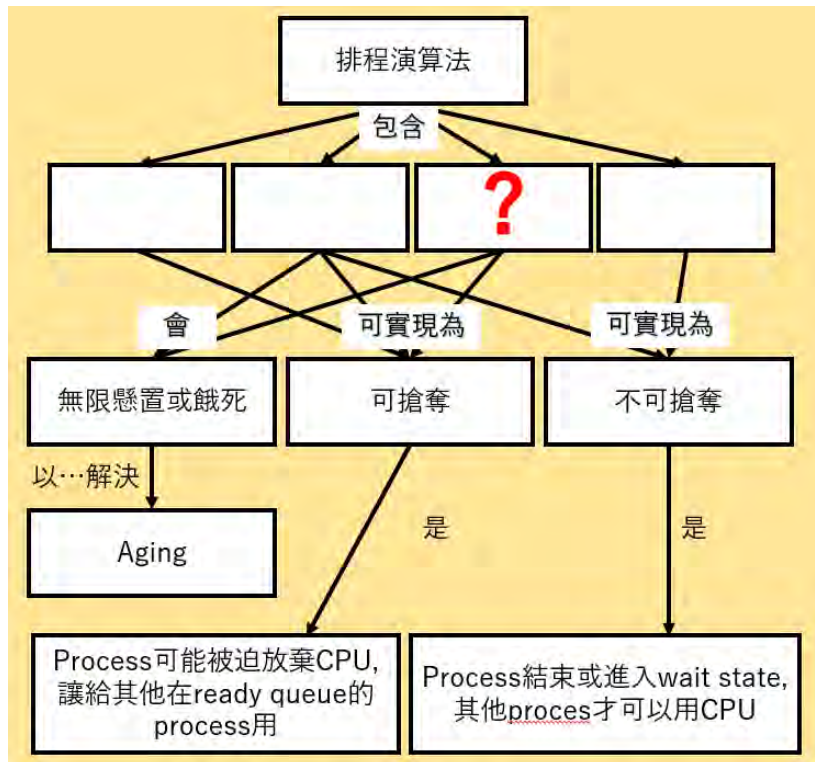 排程演算法
包含
?
會
可實現為
可實現為
無限懸置或餓死
可搶奪
不可搶奪
以…解決
是
是
Aging
Process可能被迫放棄CPU,
讓給其他在ready queue的
process用
Process結束或進入wait state,
其他proces才可以用CPU